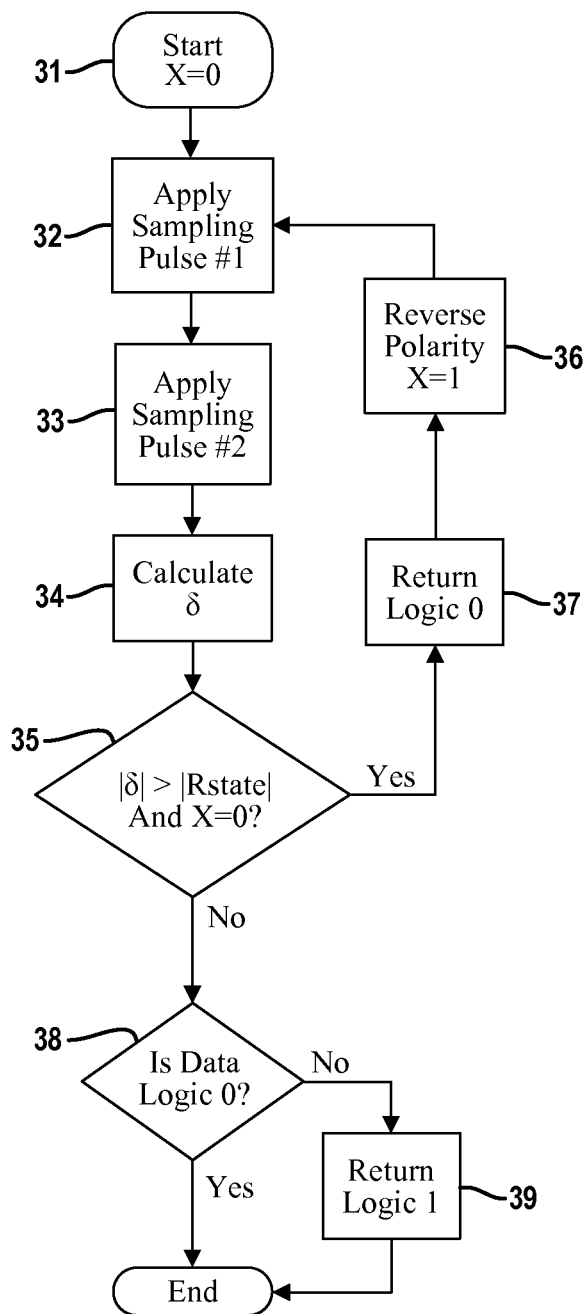 31
Start
X=0
32
Apply
Sampling
Pulse #1
36
Reverse
Polarity
X=1
33
Apply
Sampling
Pulse #2
34
Calculate
δ
37
Return
Logic 0
35
|δ| > |Rstate|
And X=0?
Yes
No
38
Is Data
Logic 0?
No
Yes
Return
Logic 1
39
End